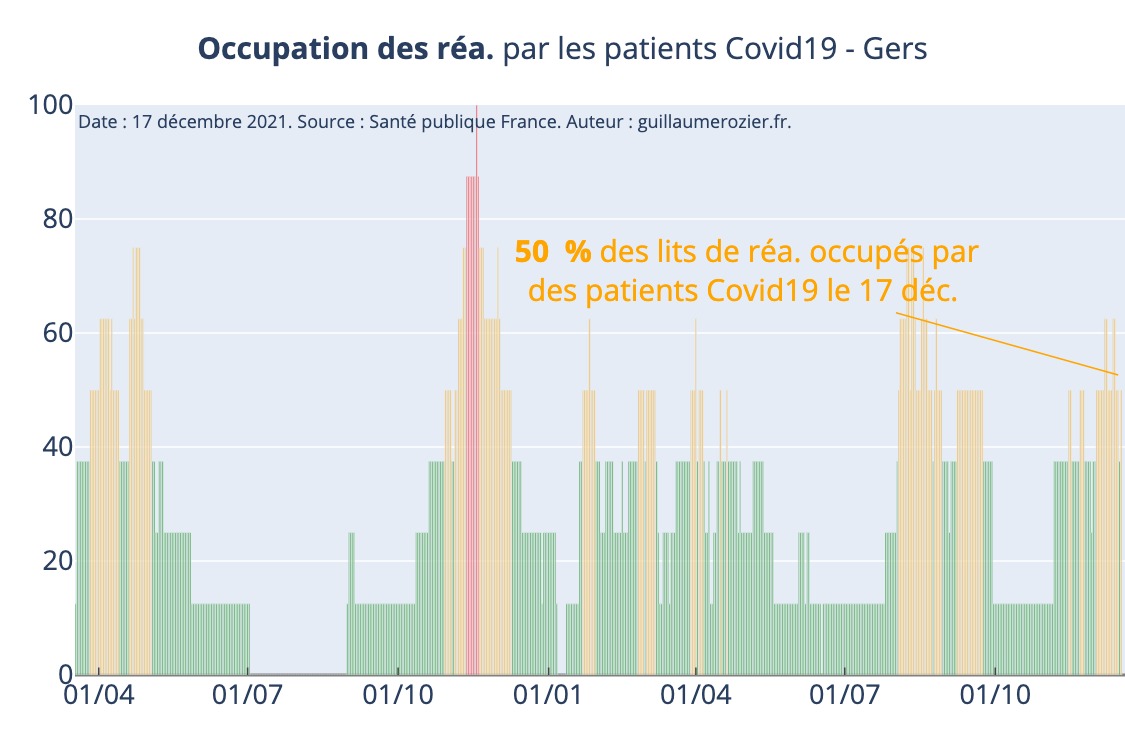 Occupation des réa. par les patients Covid19 - Gers
100
Date : 17 décembre 2021. Source : Santé publique France. Auteur : guillaumerozier.fr.
80
50  % des lits de réa. occupés par
des patients Covid19 le 17 déc.
60
40
20
0
01/04 01/07 01/10 01/01 01/04 01/07 01/10